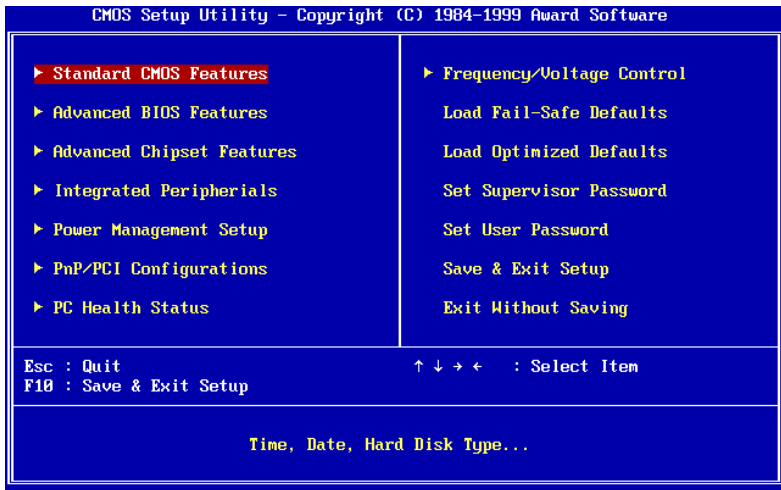 CMOS Setup Utility - Copyright (C) 1984-1999 Award Software
▶ Standard CMOS Features
▶ Advanced BIOS Features
▶ Advanced Chipset Features
▶ Integrated Peripherials
▶ Power Management Setup
▶ PnP/PCI Configurations
▶ PC Health Status
▶ Frequency/Voltage Control
Load Fail-Safe Defaults
Load Optimized Defaults
Set Supervisor Password
Set User Password
Save & Exit Setup
Exit Without Saving
Esc : Quit
F10 : Save & Exit Setup
↑ ↓ → ← : Select Item
Time, Date, Hard Disk Type...